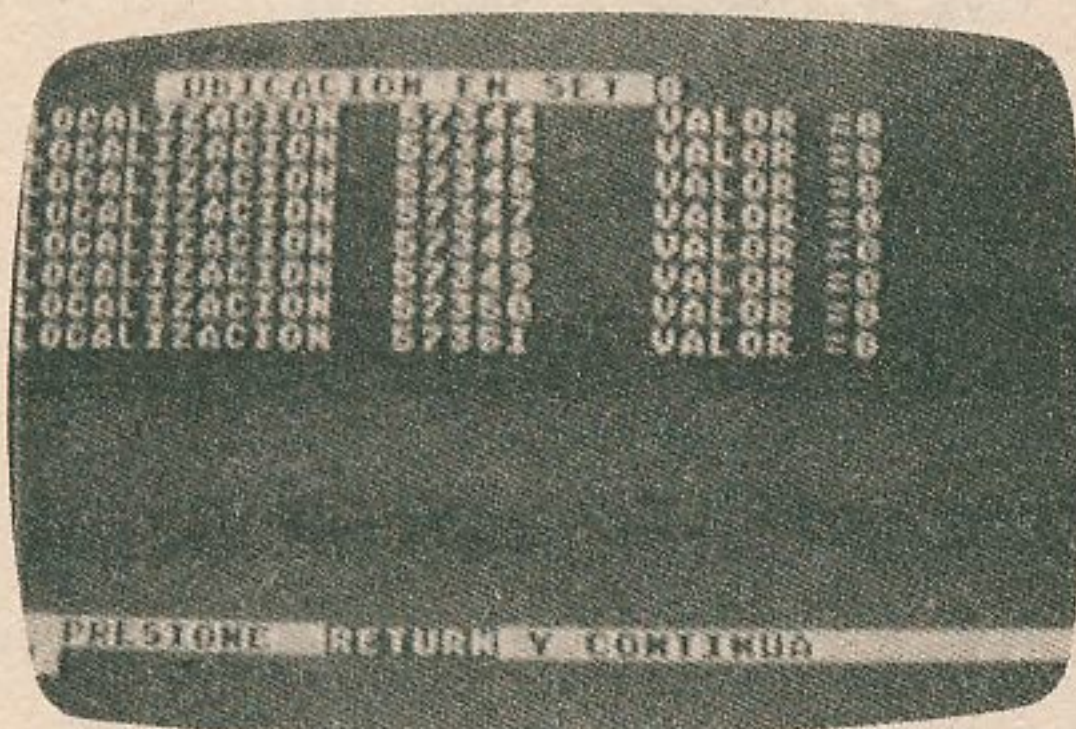 UBICACION EN SET 0
LOCALIZACION 57344 VALOR =0
LOCALIZACION 57345 VALOR =0
LOCALIZACION 57346 VALOR =0
LOCALIZACION 57347 VALOR =0
LOCALIZACION 57348 VALOR =0
LOCALIZACION 57349 VALOR =0
LOCALIZACION 57350 VALOR =0
LOCALIZACION 57351 VALOR =0
PRESIONE RETURN Y CONTINUA